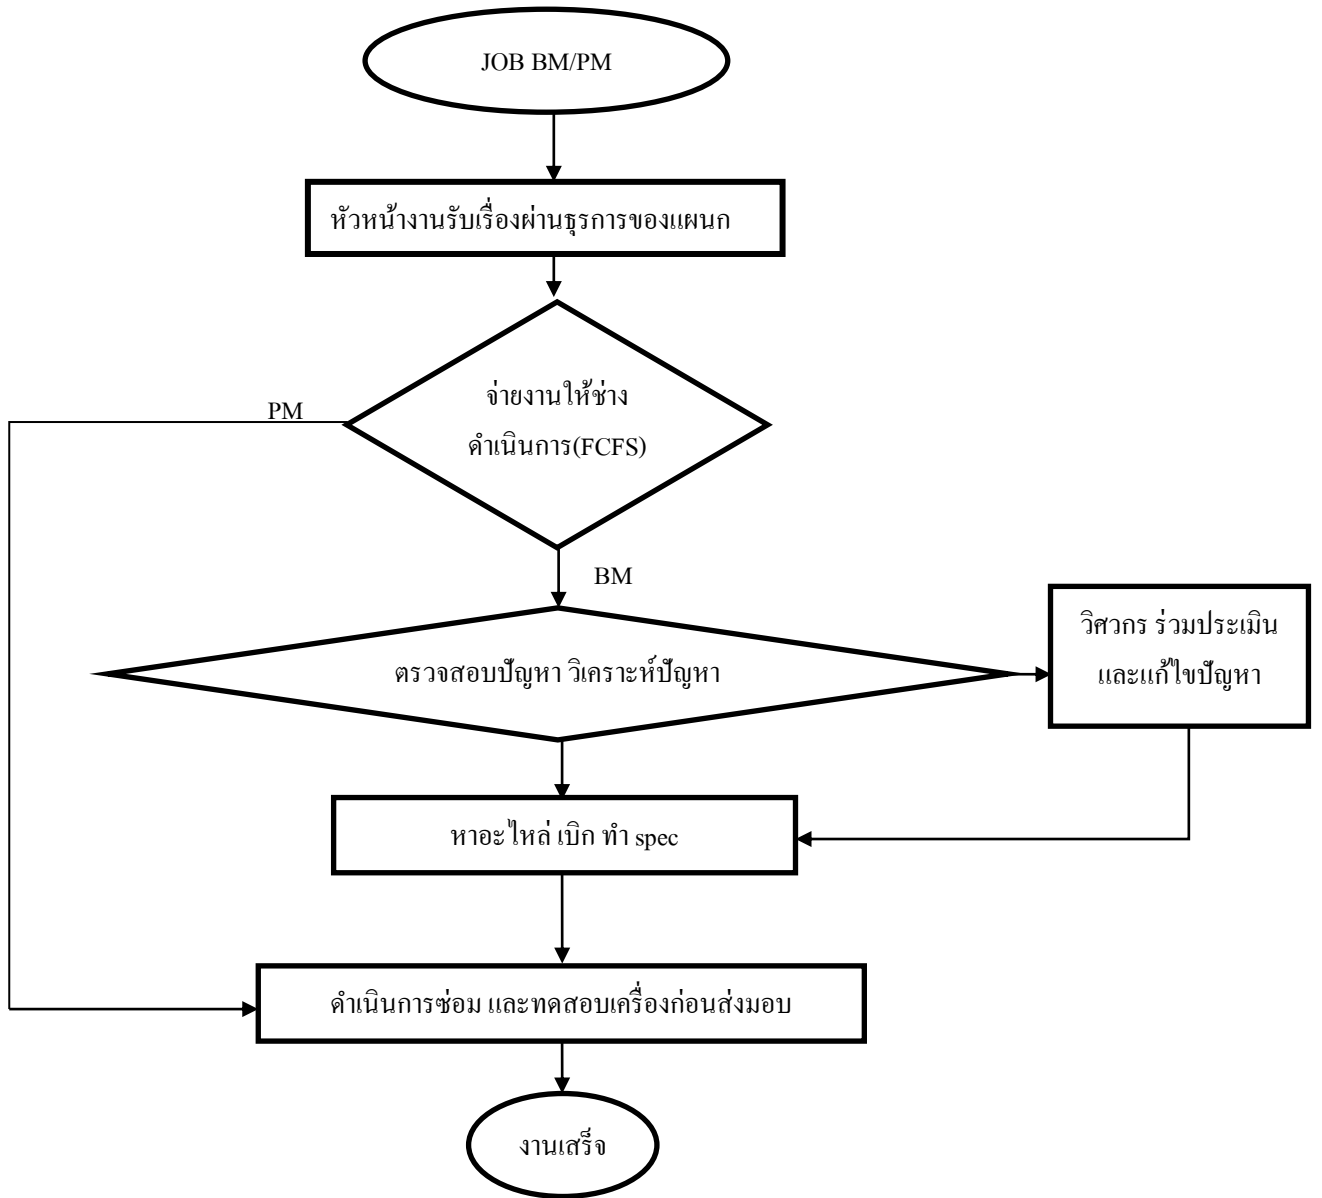 JOB BM/PM
หัวหน้างานรับเรื่องผ่านธุรการของแผนก
จ่ายงานให้ช่าง
ดำเนินการ(FCFS)
PM
BM
ตรวจสอบปัญหา วิเคราะห์ปัญหา
วิศวกร ร่วมประเมิน
และแก้ไขปัญหา
หาอะไหล่ เบิก ทำ spec
ดำเนินการซ่อม และทดสอบเครื่องก่อนส่งมอบ
งานเสร็จ